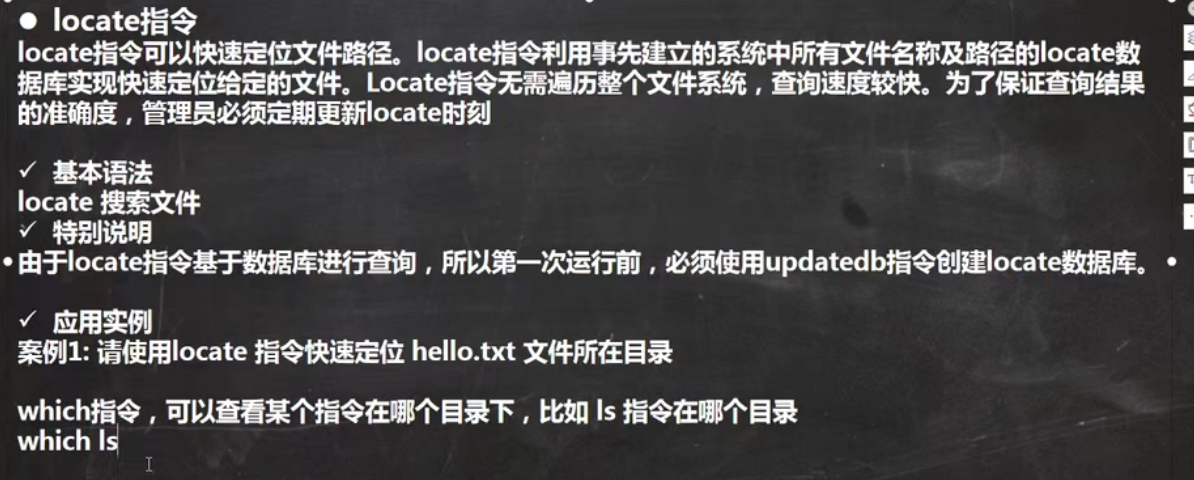 ● locate指令
locate指令可以快速定位文件路径。locate指令利用事先建立的系统中所有文件名称及路径的locate数
据库实现快速定位给定的文件。Locate指令无需遍历整个文件系统，查询速度较快。为了保证查询结果
的准确度，管理员必须定期更新locate时刻
✓ 基本语法
locate 搜索文件
✓ 特别说明
•由于locate指令基于数据库进行查询，所以第一次运行前，必须使用updatedb指令创建locate数据库。
✓ 应用实例
案例1: 请使用locate 指令快速定位 hello.txt 文件所在目录
which指令，可以查看某个指令在哪个目录下，比如 ls 指令在哪个目录
which ls